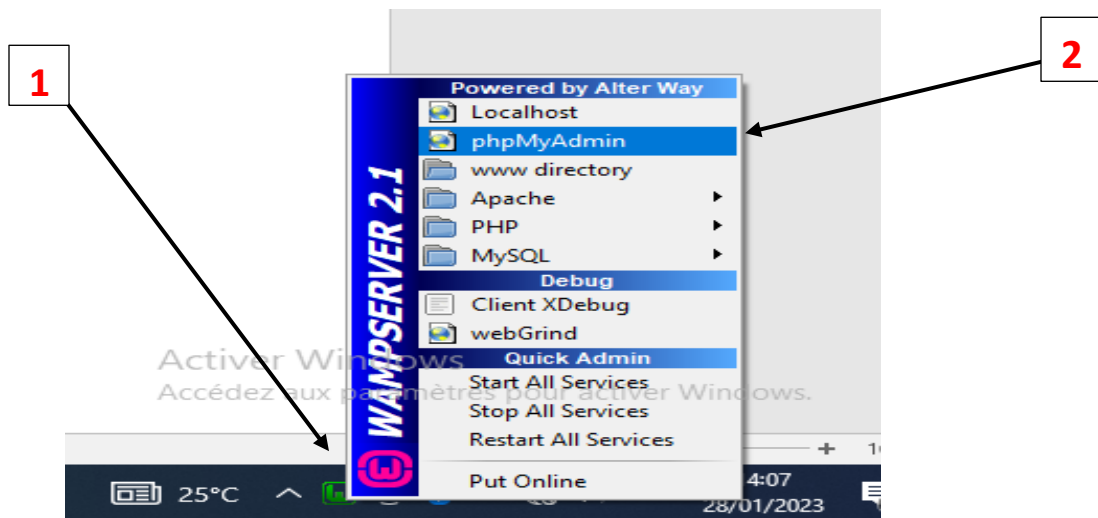 1
2
Powered by Alter Way
Localhost
phpMyAdmin
www directory
Apache
PHP
MySQL
Debug
Client XDebug
webGrind
Quick Admin
Start All Services
Stop All Services
Restart All Services
Put Online
WAMPSERVER 2.1
Activer Windows
Accédez aux paramètres pour activer Windows.
25°C
4:07
28/01/2023